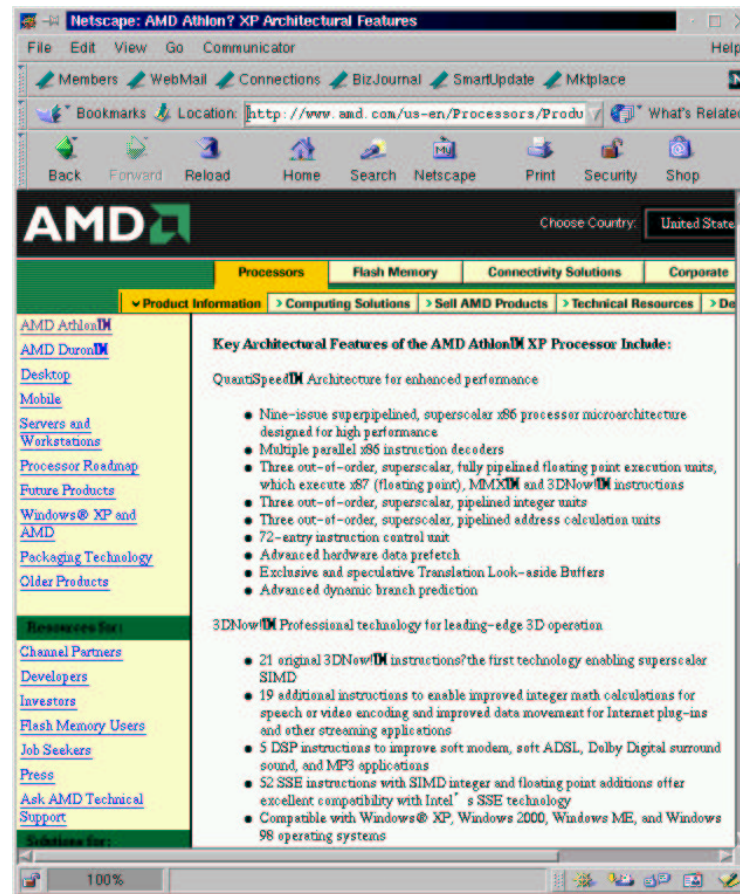 Netscape: AMD Athlon? XP Architectural Features
File Edit View Go Communicator Help
Members WebMail Connections BizJournal SmartUpdate Mktplace N
Bookmarks Location: http://www.amd.com/us-en/Processors/Produ What's Related
Back Forward Reload Home Search Netscape Print Security Shop
My
AMD Choose Country: United State
Processors Flash Memory Connectivity Solutions Corporate
Product Information > Computing Solutions > Sell AMD Products > Technical Resources > De
AMD Athlon™
AMD Duron™
Desktop
Mobile
Servers and
Workstations
Processor Roadmap
Future Products
Windows® XP and
AMD
Packaging Technology
Older Products
Resources for:
Channel Partners
Developers
Investors
Flash Memory Users
Job Seekers
Press
Ask AMD Technical
Support
Solutions for:
Key Architectural Features of the AMD Athlon™ XP Processor Include:
QuantiSpeed™ Architecture for enhanced performance
● Nine-issue superpipelined, superscalar x86 processor microarchitecture
designed for high performance
● Multiple parallel x86 instruction decoders
● Three out-of-order, superscalar, fully pipelined floating point execution units,
which execute x87 (floating point), MMX™ and 3DNow!™ instructions
● Three out-of-order, superscalar, pipelined integer units
● Three out-of-order, superscalar, pipelined address calculation units
● 72-entry instruction control unit
● Advanced hardware data prefetch
● Exclusive and speculative Translation Look-aside Buffers
● Advanced dynamic branch prediction
3DNow!™ Professional technology for leading-edge 3D operation
● 21 original 3DNow!™ instructions?the first technology enabling superscalar
SIMD
● 19 additional instructions to enable improved integer math calculations for
speech or video encoding and improved data movement for Internet plug-ins
and other streaming applications
● 5 DSP instructions to improve soft modem, soft ADSL, Dolby Digital surround
sound, and MP3 applications
● 52 SSE instructions with SIMD integer and floating point additions offer
excellent compatibility with Intel's SSE technology
● Compatible with Windows® XP, Windows 2000, Windows ME, and Windows
98 operating systems
100%